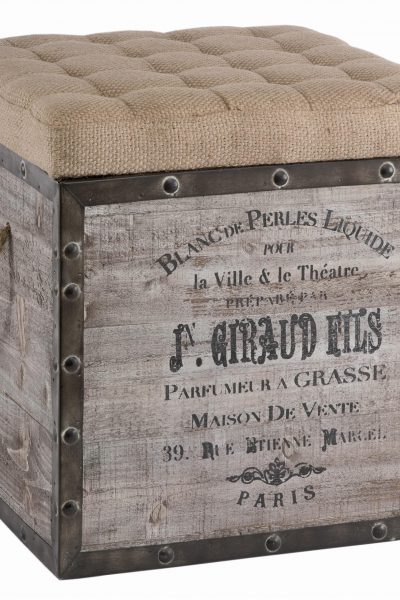 BLANC DE PERLES LIQUIDE
POUR
la Ville & le Théatre
PRÉPARÉ PAR
JN. GIRAUD FILS
PARFUMEUR A GRASSE
MAISON DE VENTE
39. RUE ETIENNE MARCEL
PARIS